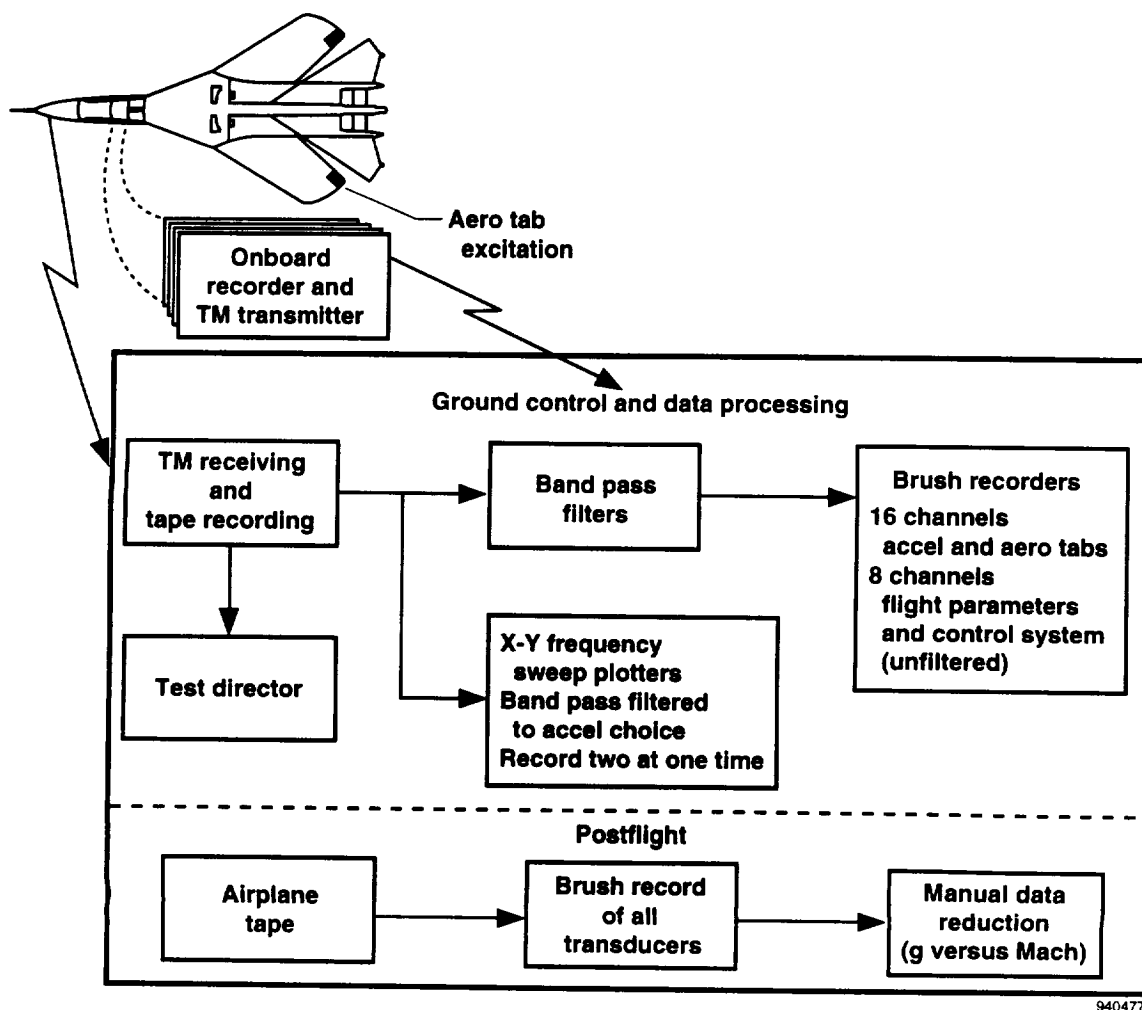 Aero tab
excitation
Onboard
recorder and
TM transmitter
Ground control and data processing
TM receiving
and
tape recording
Band pass
filters
Brush recorders
16 channels
accel and aero tabs
8 channels
flight parameters
and control system
(unfiltered)
Test director
X-Y frequency
sweep plotters
Band pass filtered
to accel choice
Record two at one time
Postflight
Airplane
tape
Brush record
of all
transducers
Manual data
reduction
(g versus Mach)
940477